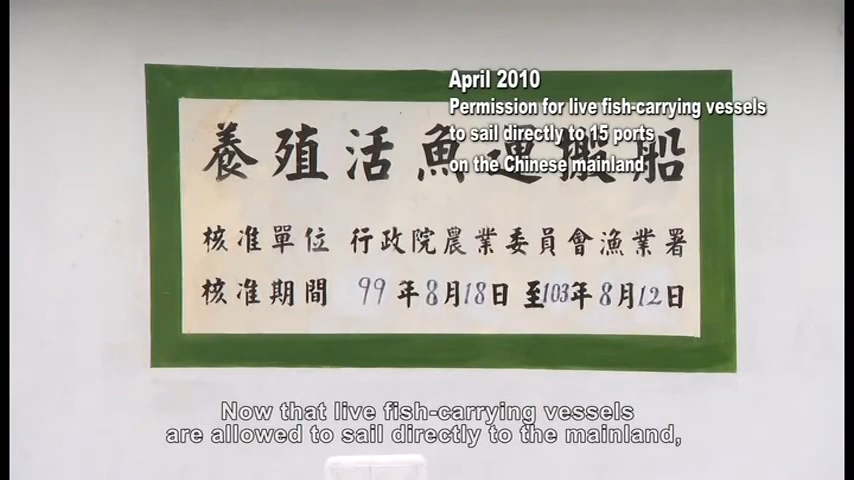 April 2010
Permission for live fish-carrying vessels
to sail directly to 15 ports
on the Chinese mainland
養殖活魚運搬船
核准單位 行政院農業委員會漁業署
核准期間 99年8月18日至103年8月12日
Now that live fish-carrying vessels
are allowed to sail directly to the mainland,